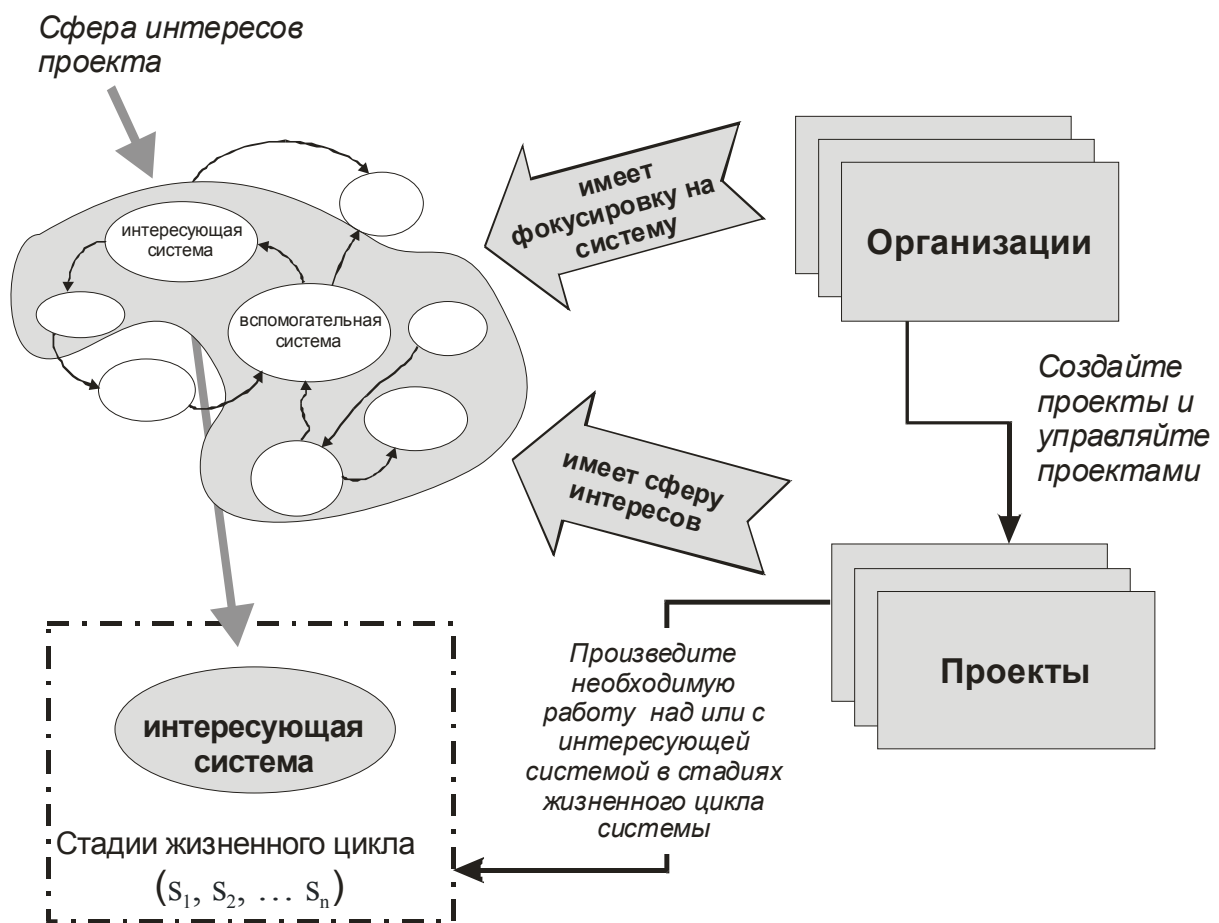 Сфера интересов
проекта
интересующая
система
вспомогательная
система
имеет
фокусировку на
систему
Организации
Создайте
проекты и
управляйте
проектами
имеет сферу
интересов
Проекты
Произведите
необходимую
работу над или с
интересующей
системой в стадиях
жизненного цикла
системы
интересующая
система
Стадии жизненного цикла
(s₁, s₂, … sₙ)